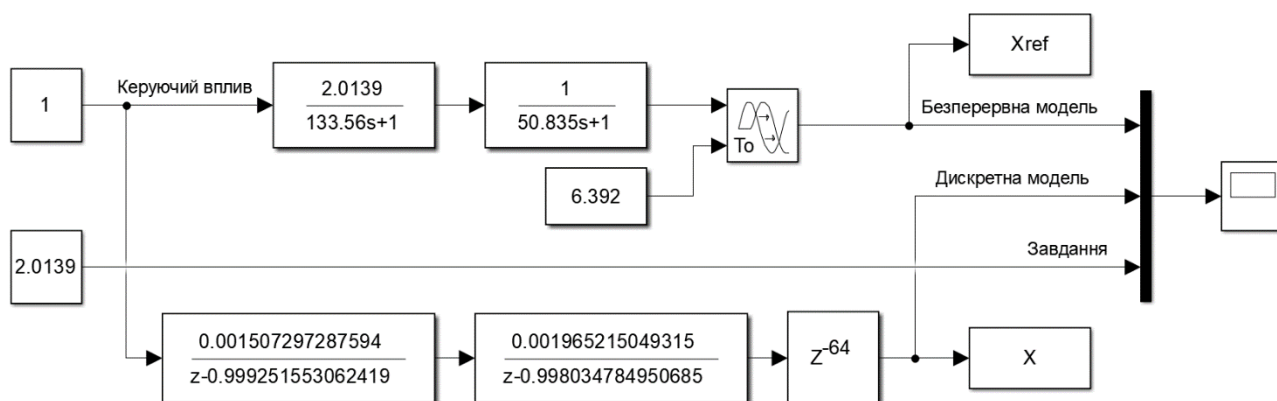 Xref
1
Керуючий вплив
2.0139
133.56s+1
1
50.835s+1
To
Безперервна модель
6.392
Дискретна модель
2.0139
Завдання
0.001507297287594
z-0.999251553062419
0.001965215049315
z-0.998034784950685
Z-64
X